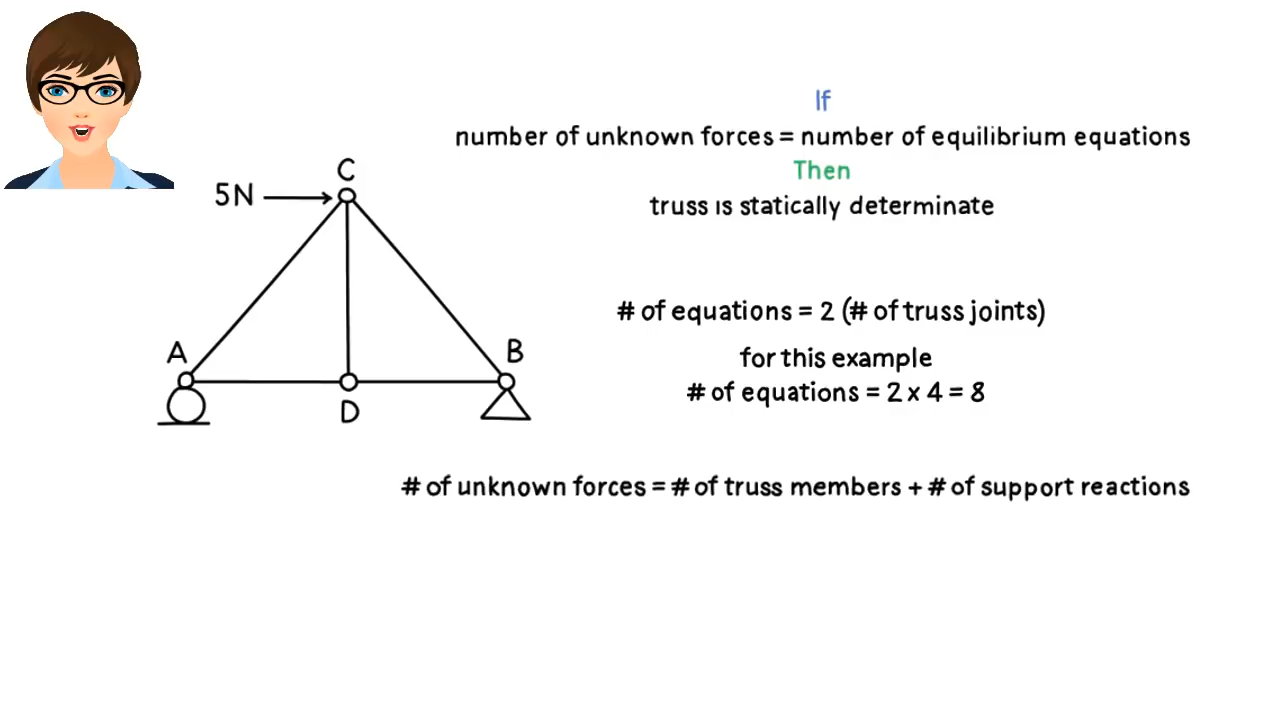 If
number of unknown forces = number of equilibrium equations
Then
truss is statically determinate
C
5N
A
B
D
# of equations = 2 (# of truss joints)
for this example
# of equations = 2 x 4 = 8
# of unknown forces = # of truss members + # of support reactions